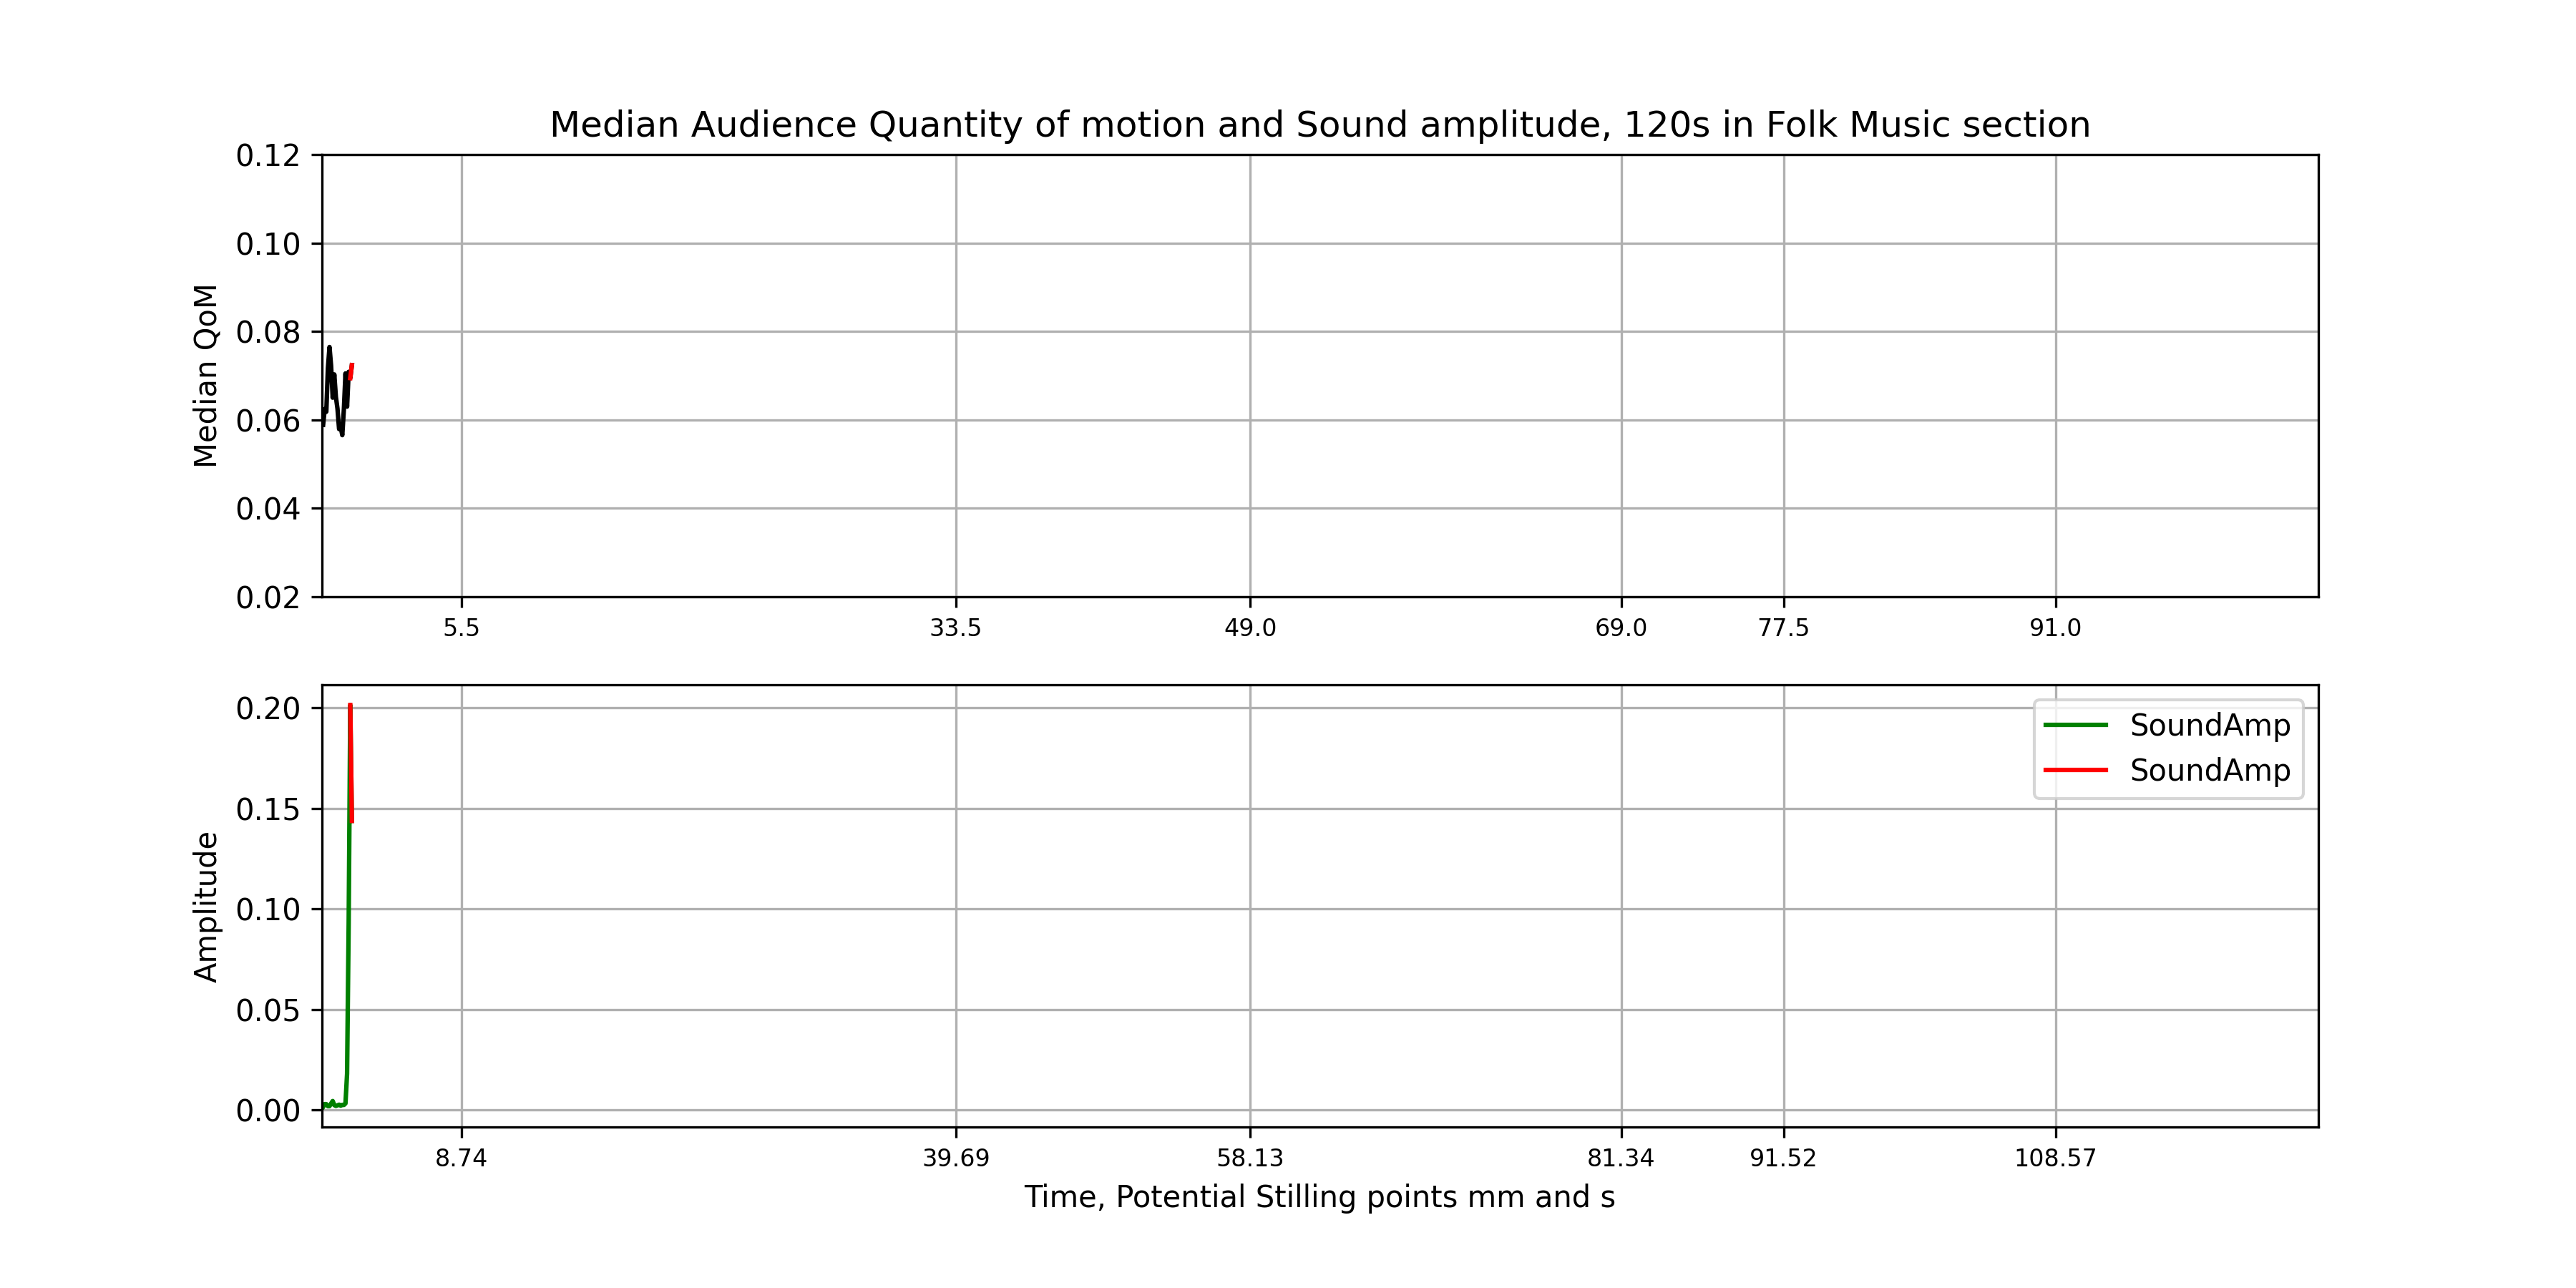 Median Audience Quantity of motion and Sound amplitude, 120s in Folk Music section
Median QoM
0.12
0.10
0.08
0.06
0.04
0.02
5.5 33.5 49.0 69.0 77.5 91.0
Amplitude
0.20
0.15
0.10
0.05
0.00
SoundAmp
SoundAmp
8.74 39.69 58.13 81.34 91.52 108.57
Time, Potential Stilling points mm and s